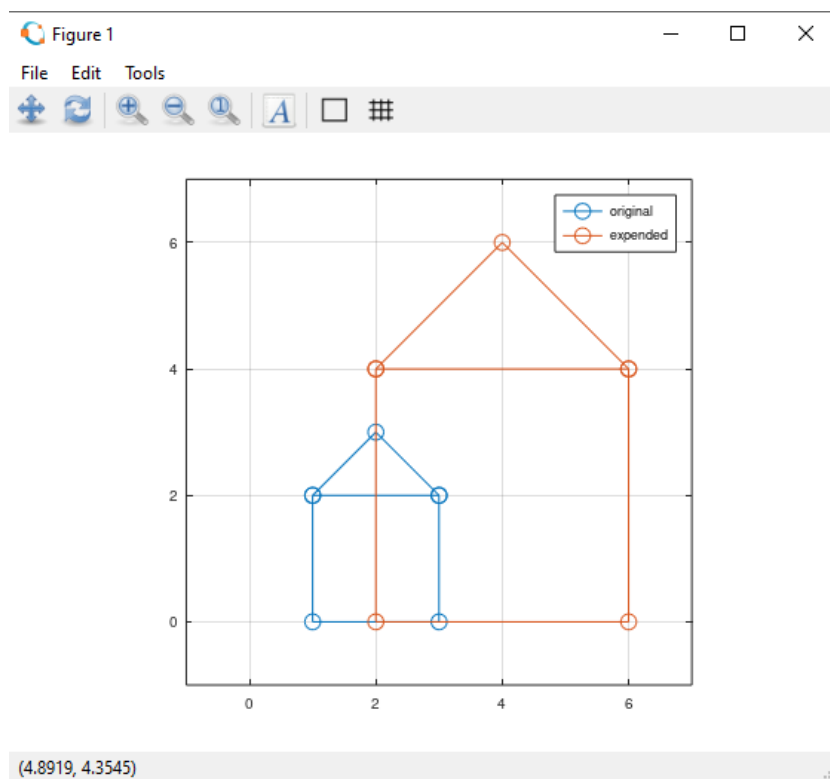 Figure 1
File Edit Tools
A
original
expended
6
4
2
0
0 2 4 6
(4.8919, 4.3545)